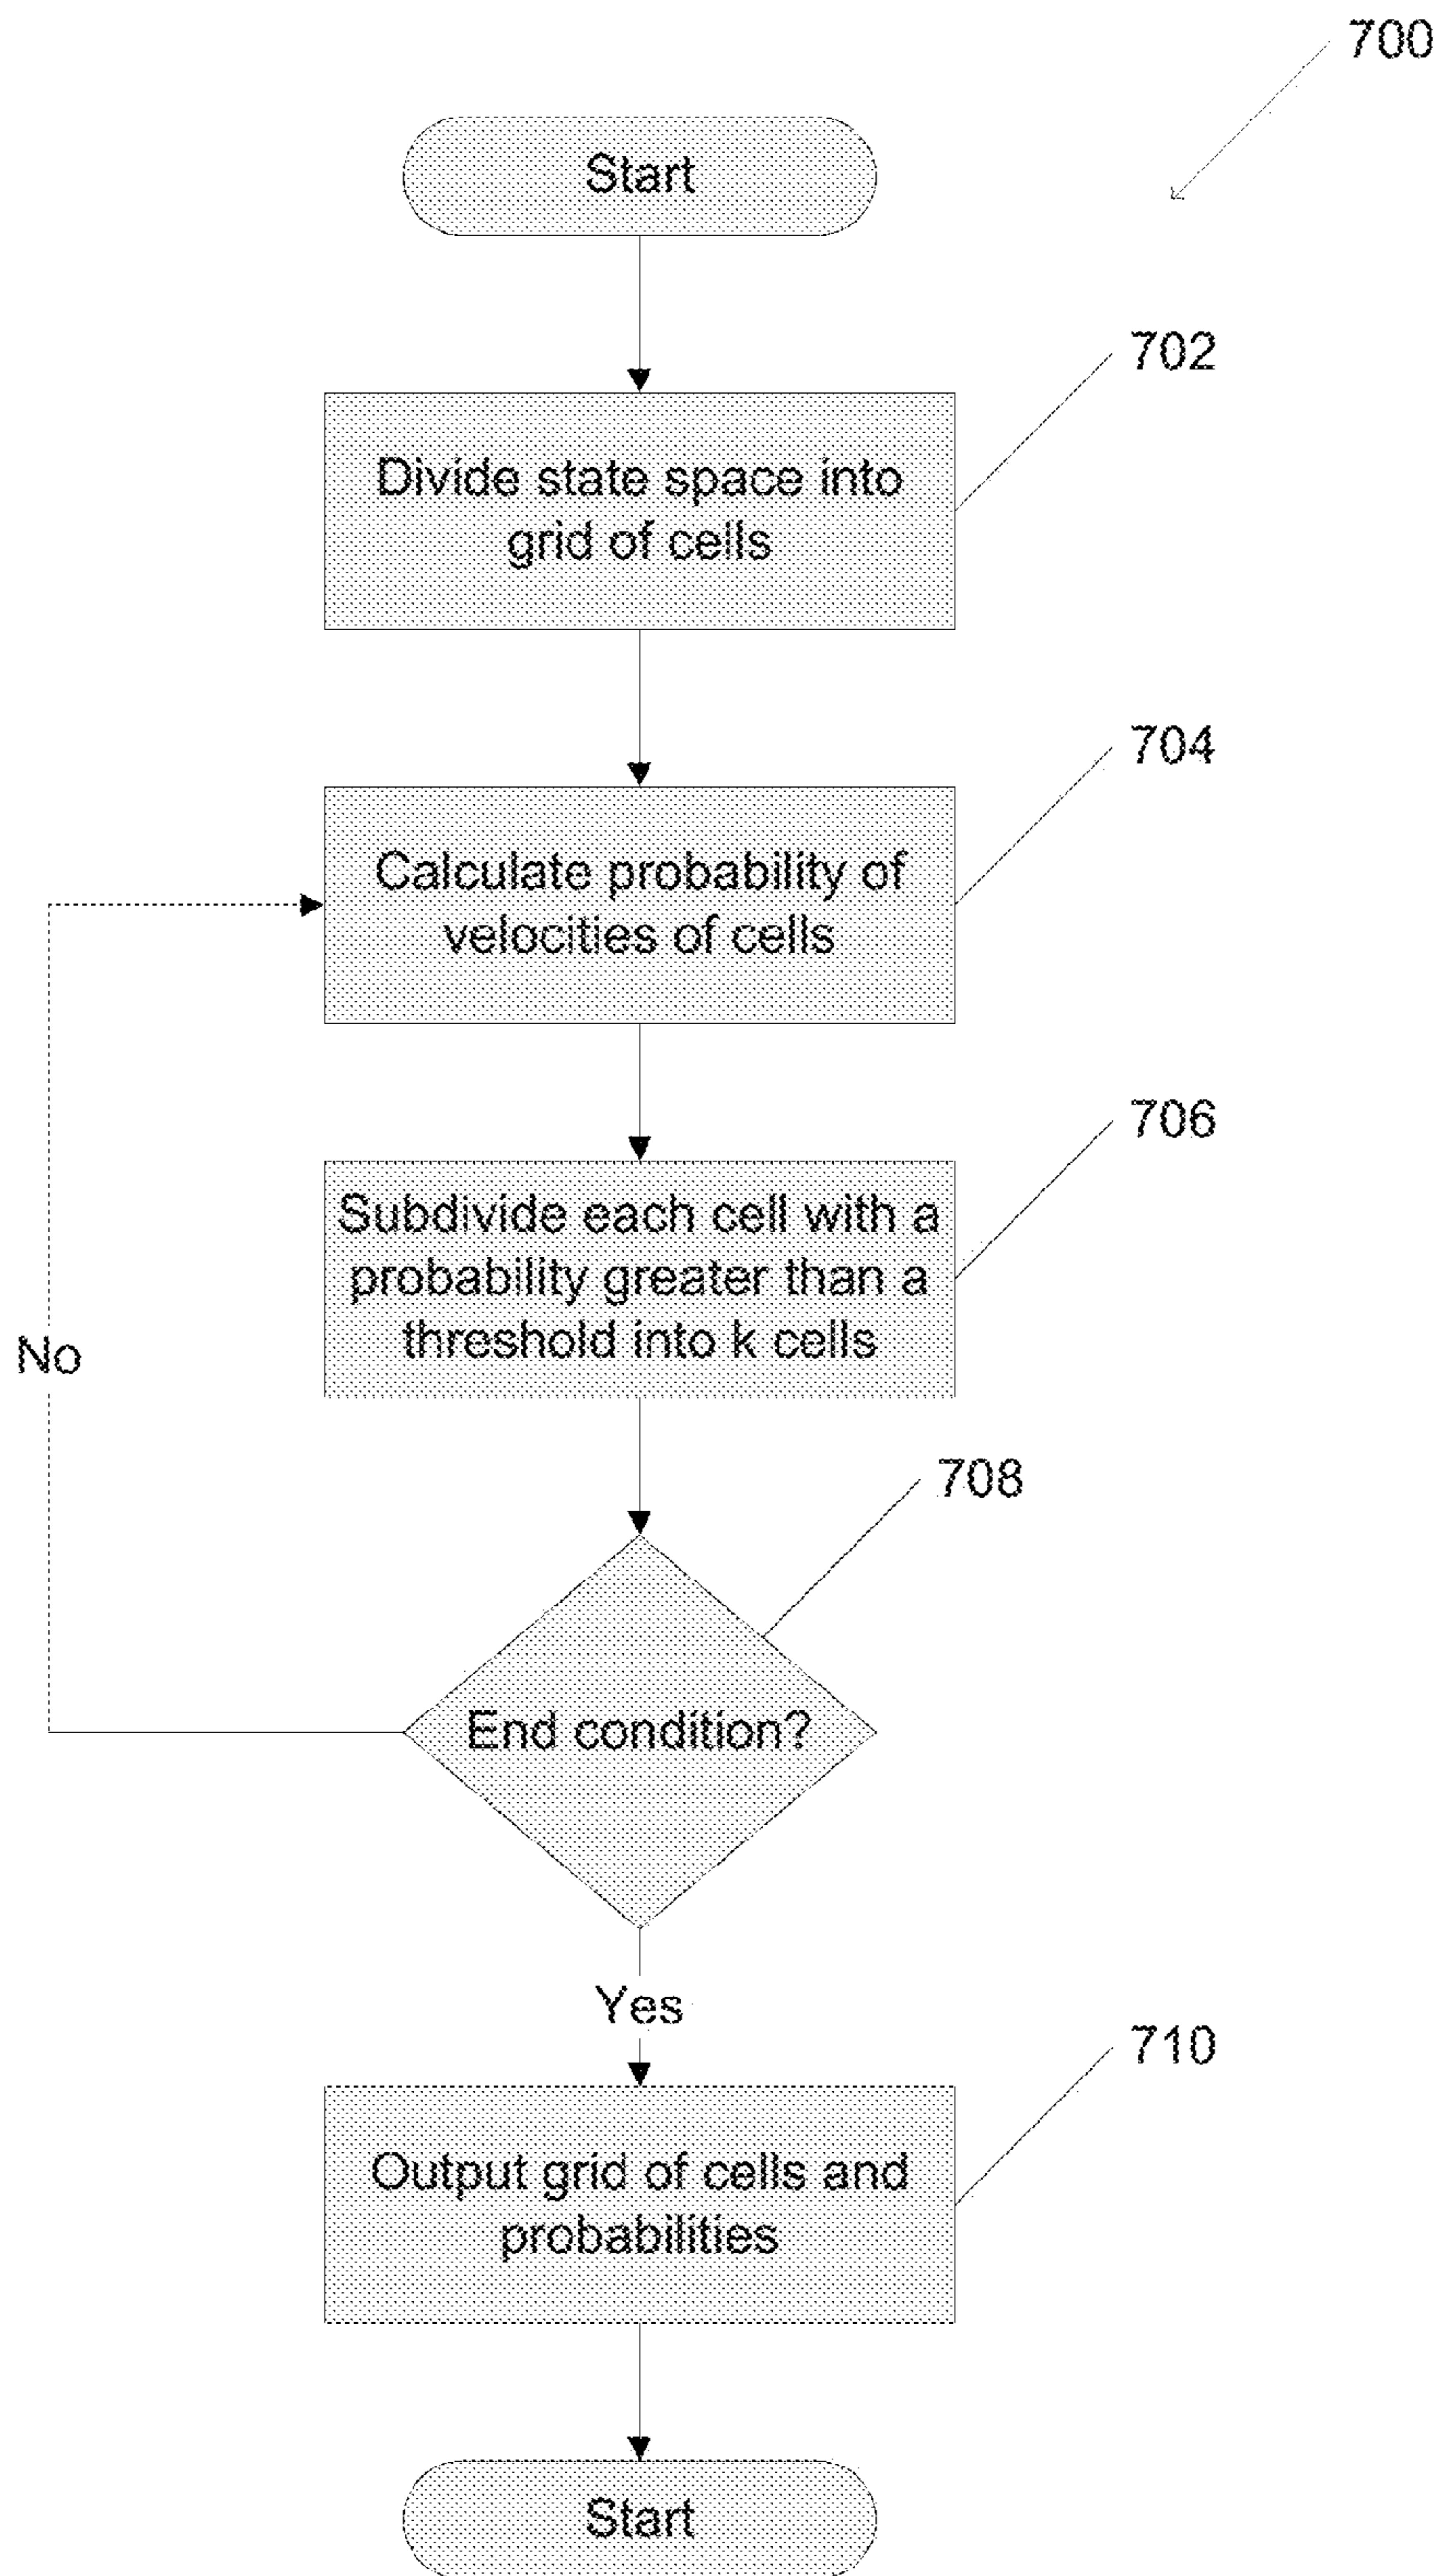 700
Start
702
Divide state space into
grid of cells
704
Calculate probability of
velocities of cells
706
Subdivide each cell with a
probability greater than a
threshold into k cells
No
708
End condition?
Yes
710
Output grid of cells and
probabilities
Start